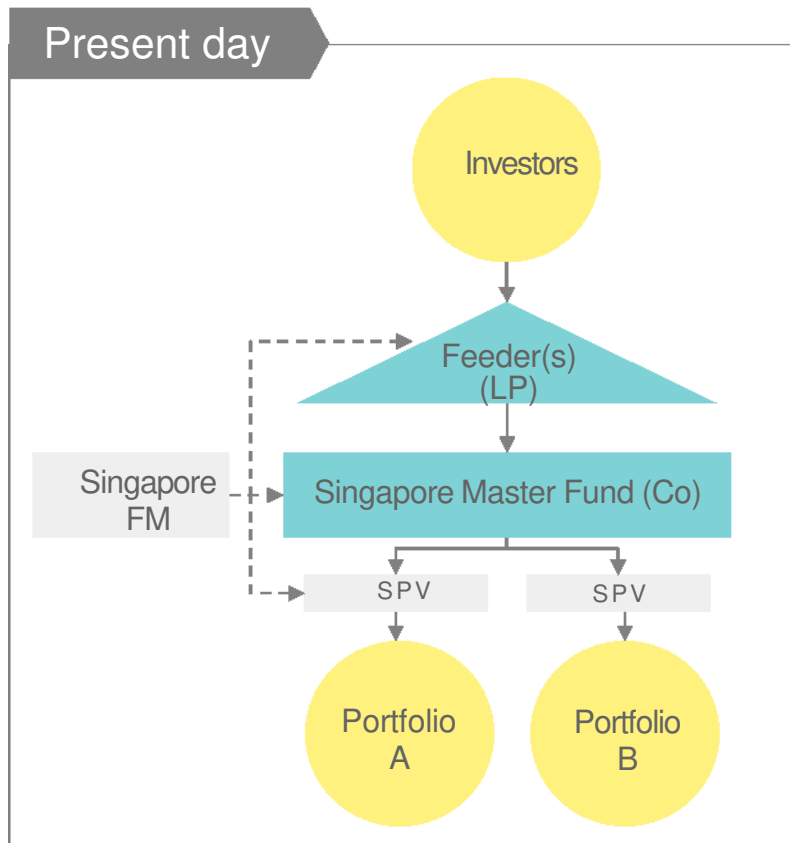 Present day
Investors
Feeder(s)
(LP)
Singapore
FM
Singapore Master Fund (Co)
SPV
SPV
Portfolio
A
Portfolio
B